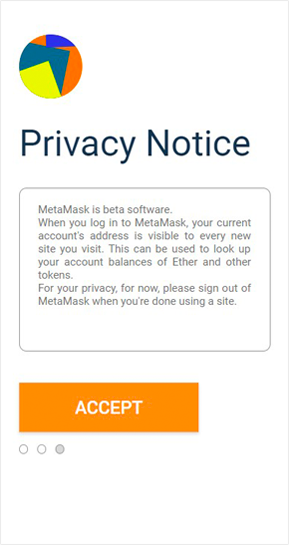 Privacy Notice
MetaMask is beta software.
When you log in to MetaMask, your current
account's address is visible to every new
site you visit. This can be used to look up
your account balances of Ether and other
tokens.
For your privacy, for now, please sign out of
MetaMask when you're done using a site.
ACCEPT